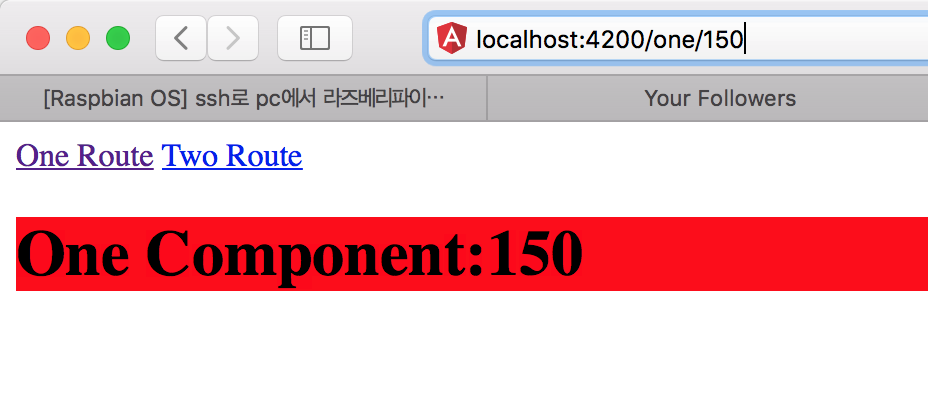 localhost:4200/one/150
[Raspbian OS] ssh로 pc에서 라즈베리파이…
Your Followers
One Route Two Route
One Component:150